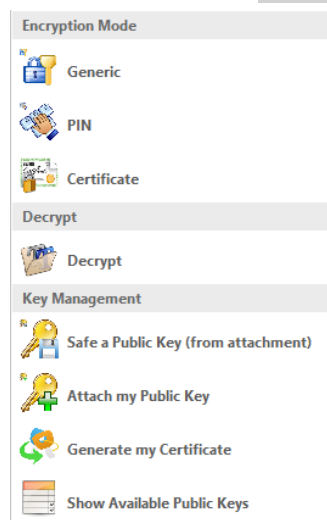 Encryption Mode
Generic
PIN
Certificate
Decrypt
Decrypt
Key Management
Safe a Public Key (from attachment)
Attach my Public Key
Generate my Certificate
Show Available Public Keys